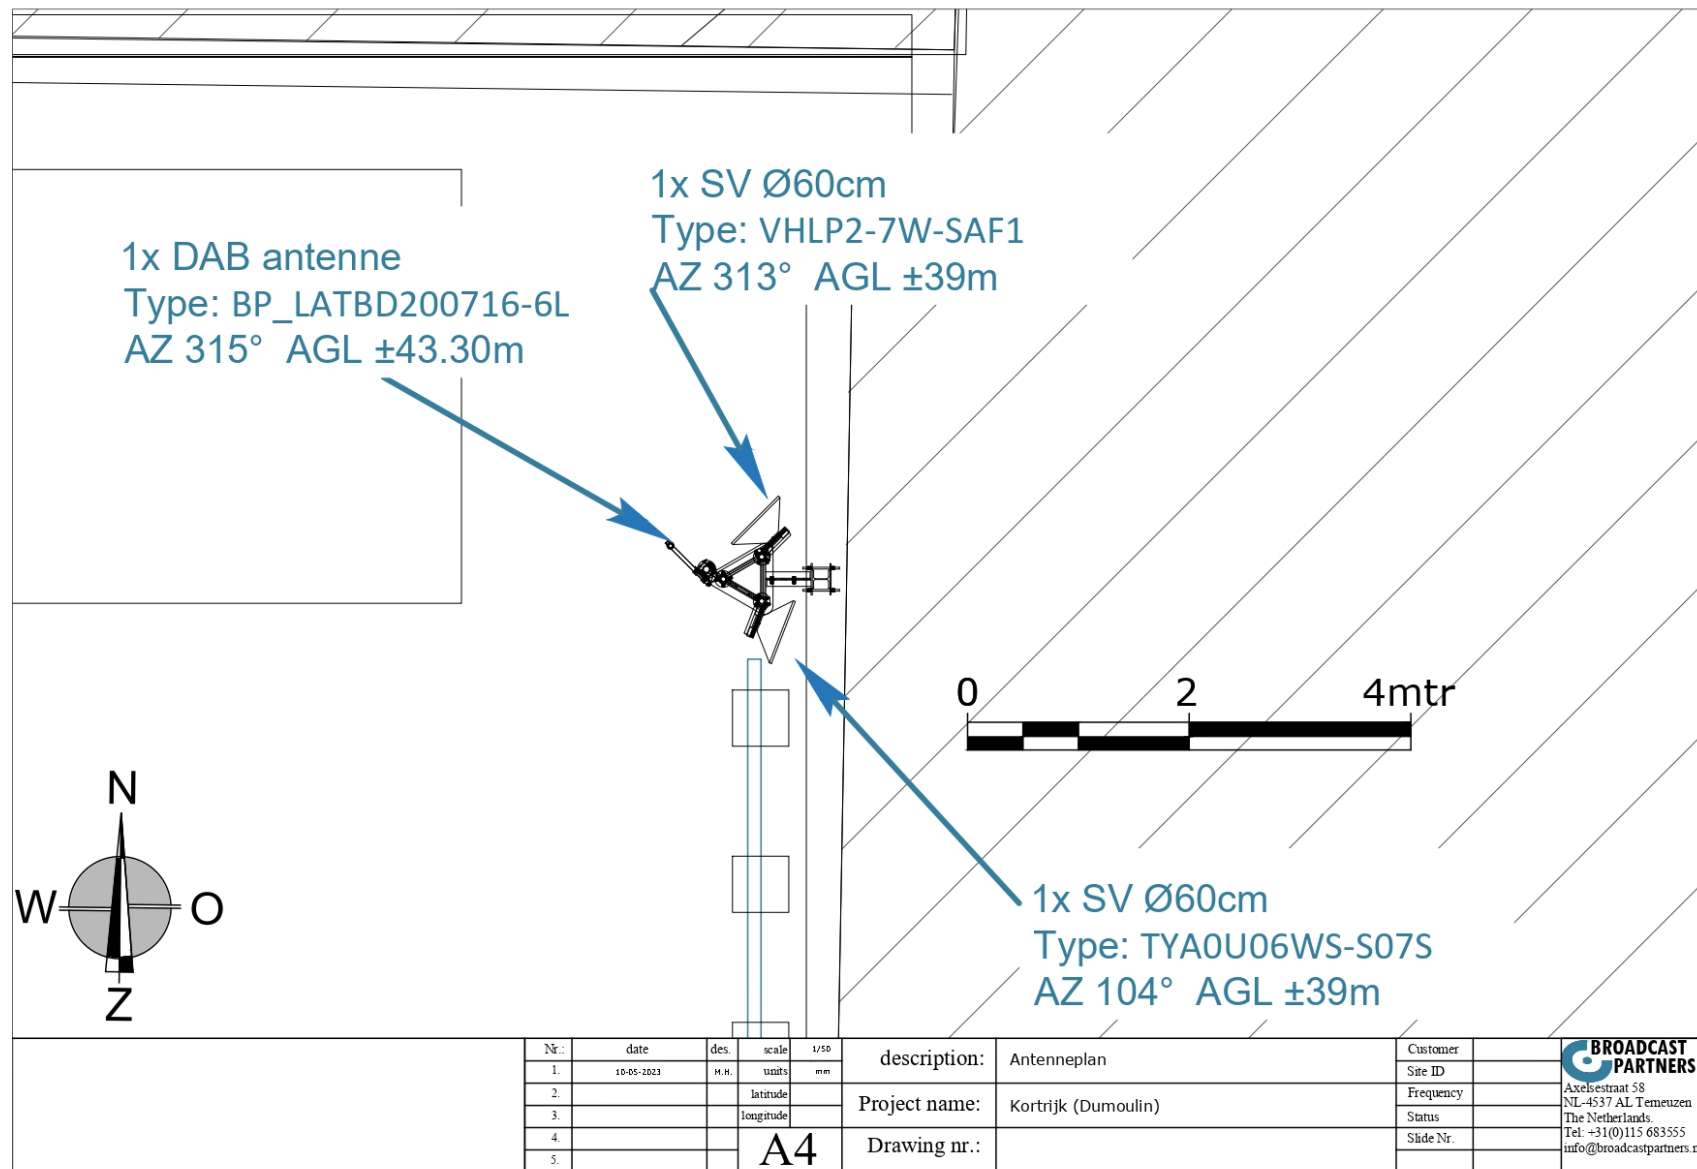 1x SV Ø60cm
Type: VHLP2-7W-SAF1
AZ 313° AGL ±39m
1x DAB antenne
Type: BP_LATBD200716-6L
AZ 315° AGL ±43.30m
0 2 4mtr
N
W O
Z
1x SV Ø60cm
Type: TYA0U06WS-S07S
AZ 104° AGL ±39m
Nr.: date des. scale 1/50
1. 10-05-2023 M.H. units mm
2. latitude
3. longitude
4. A4
5.
description: Antenneplan
Project name: Kortrijk (Dumoulin)
Drawing nr.:
Customer
Site ID
Frequency
Status
Slide Nr.
BROADCAST
PARTNERS
Axelsestraat 58
NL-4537 AL Terneuzen
The Netherlands.
Tel: +31(0)115 683555
info@broadcastpartners.n